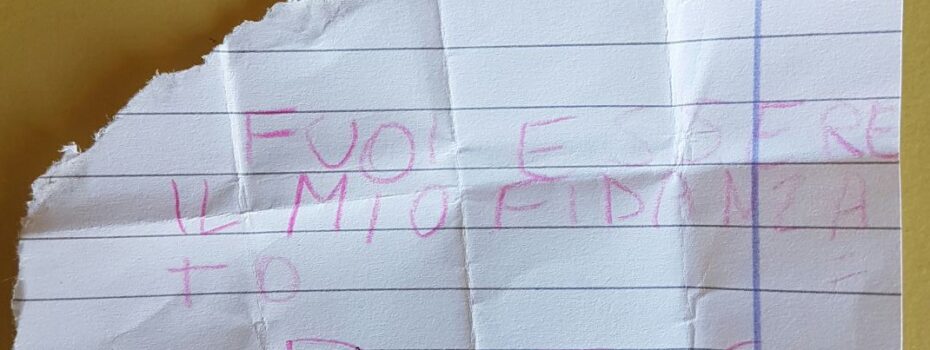 FUOI ESSERE
IL MIO FIDANZA
TO